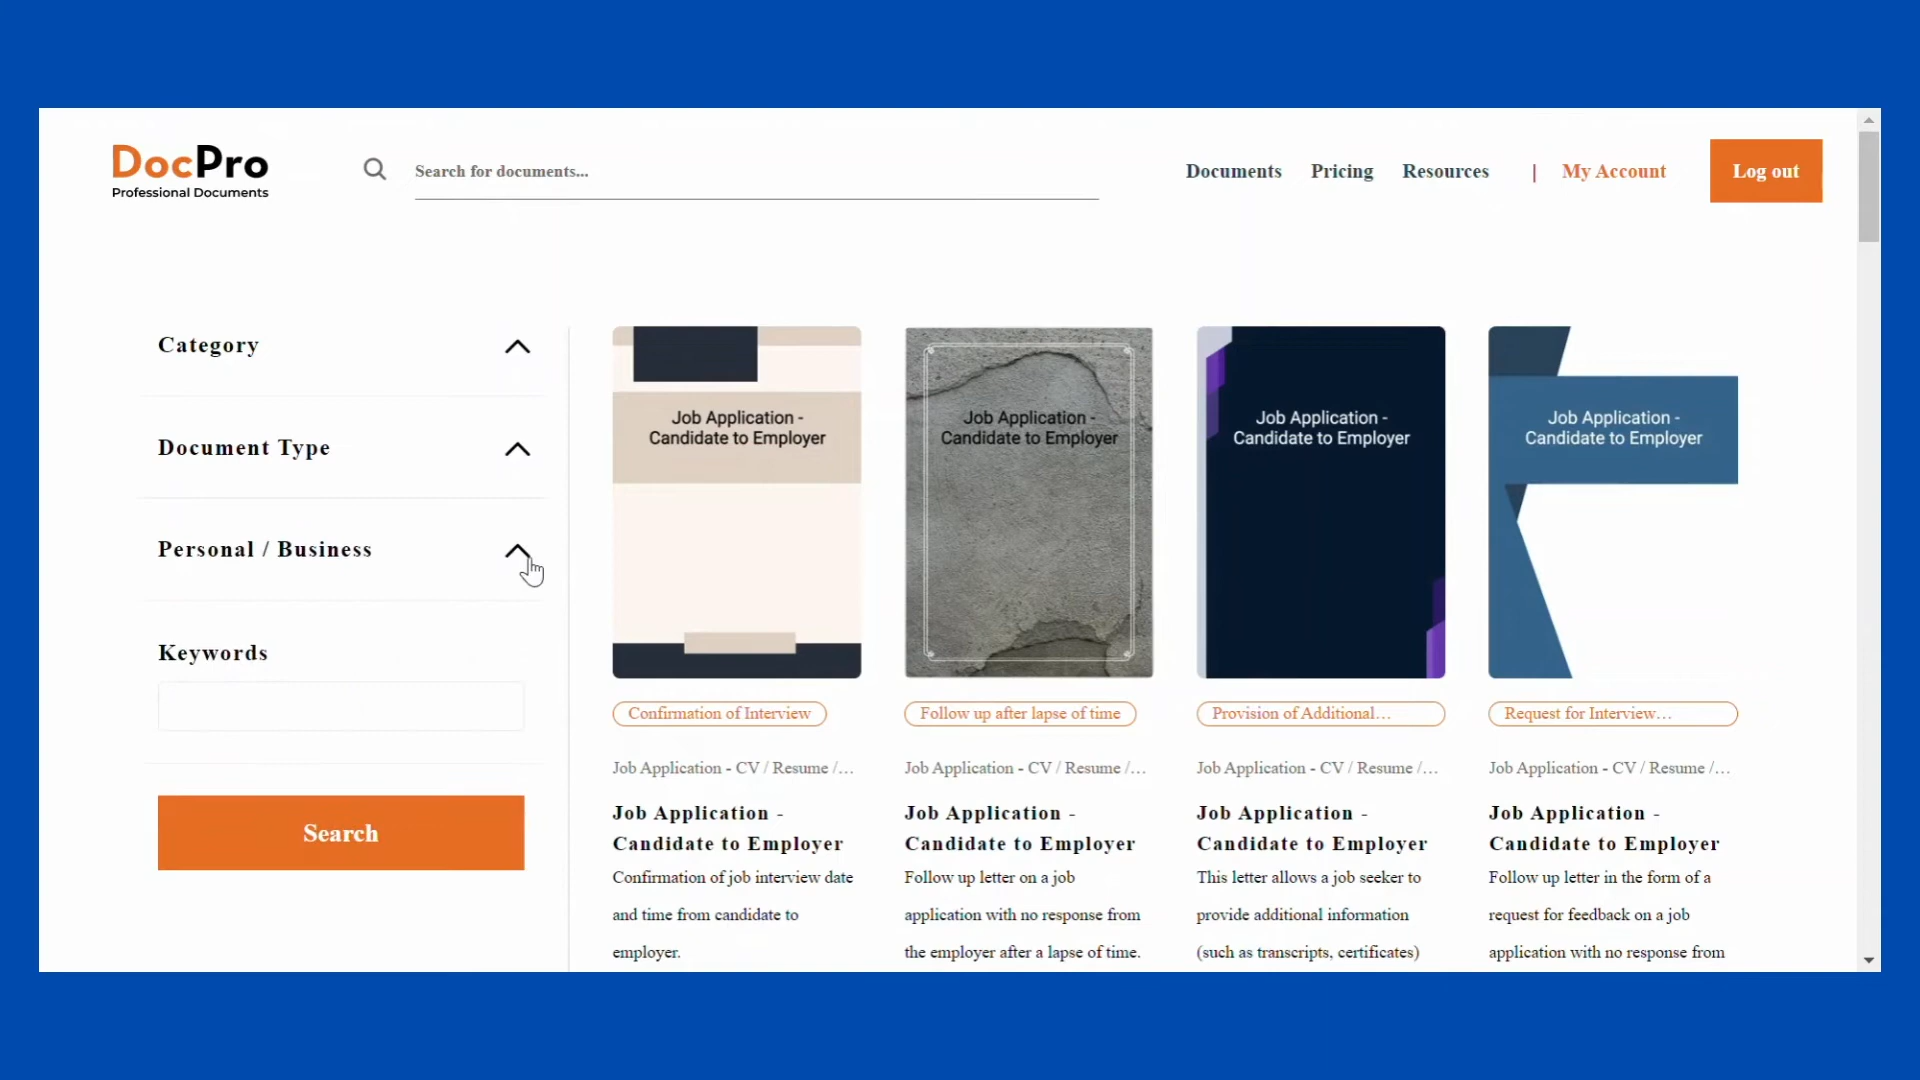 DocPro
Professional Documents
Search for documents...
Documents
Pricing
Resources
|
My Account
Log out
Category
Document Type
Personal / Business
Keywords
Search
Job Application -
Candidate to Employer
Confirmation of Interview
Job Application - CV / Resume /…
Job Application -
Candidate to Employer
Confirmation of job interview date
and time from candidate to
employer.
Job Application -
Candidate to Employer
Follow up after lapse of time
Job Application - CV / Resume /…
Job Application -
Candidate to Employer
Follow up letter on a job
application with no response from
the employer after a lapse of time.
Job Application -
Candidate to Employer
Provision of Additional…
Job Application - CV / Resume /…
Job Application -
Candidate to Employer
This letter allows a job seeker to
provide additional information
(such as transcripts, certificates)
Job Application -
Candidate to Employer
Request for Interview…
Job Application - CV / Resume /…
Job Application -
Candidate to Employer
Follow up letter in the form of a
request for feedback on a job
application with no response from